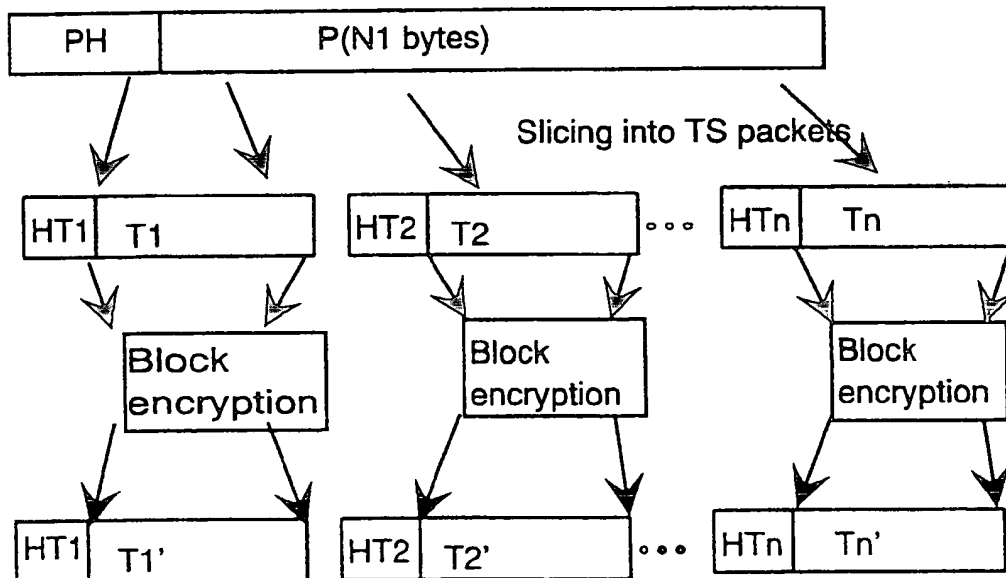 PH P(N1 bytes)
Slicing into TS packets
HT1 T1 HT2 T2 HTn Tn
Block encryption
Block encryption
Block encryption
HT1 T1' HT2 T2' HTn Tn'